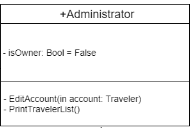 +Administrator
- isOwner: Bool = False
- EditAccount(in account: Traveler)
- PrintTravelerList()